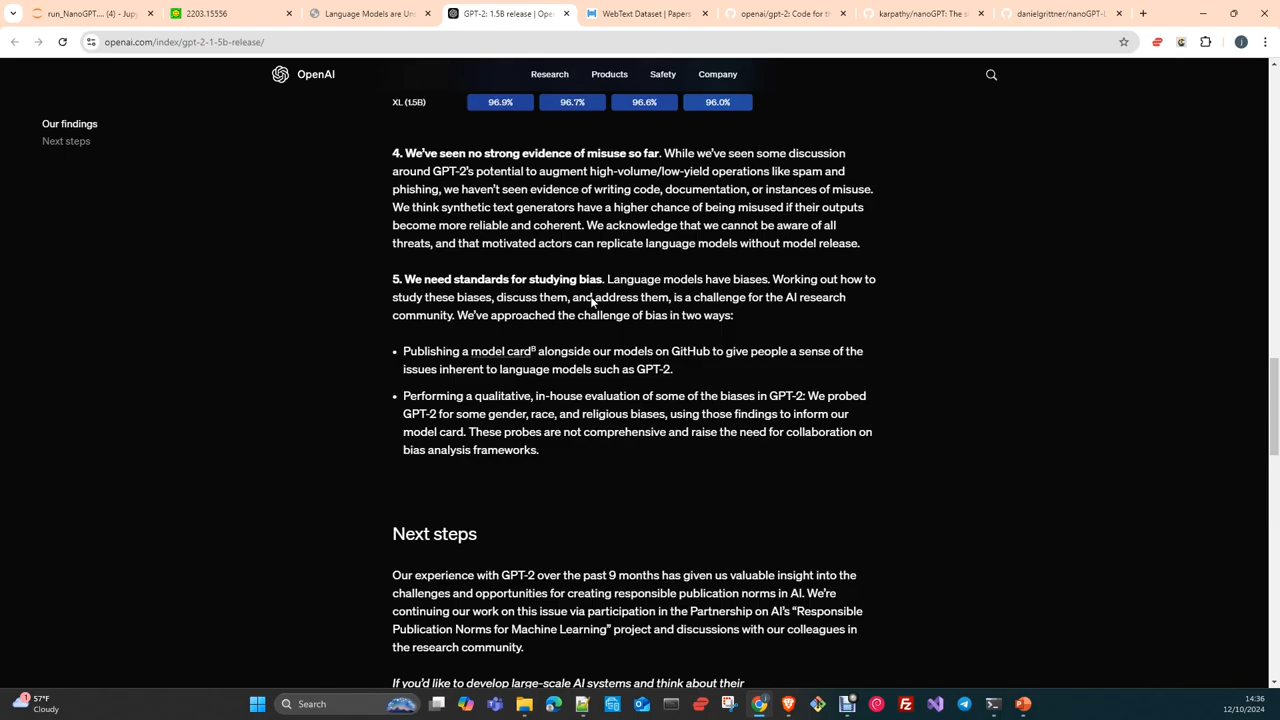 run_NanoGPT.... (4) - Jupy
2203.15556
Language Models are Uns
GPT-2: 1.5B release | Open
WebText Dataset | Papers
openai/gpt-2: Code for th
karpathy/nanoGPT: The si
danielgrittner/nanoGPT-L
openai.com/index/gpt-2-1-5b-release/
OpenAI
Research
Products
Safety
Company
XL (1.5B) 96.9% 96.7% 96.6% 96.0%
Our findings
Next steps
4. We've seen no strong evidence of misuse so far. While we've seen some discussion
around GPT-2's potential to augment high-volume/low-yield operations like spam and
phishing, we haven't seen evidence of writing code, documentation, or instances of misuse.
We think synthetic text generators have a higher chance of being misused if their outputs
become more reliable and coherent. We acknowledge that we cannot be aware of all
threats, and that motivated actors can replicate language models without model release.
5. We need standards for studying bias. Language models have biases. Working out how to
study these biases, discuss them, and address them, is a challenge for the AI research
community. We've approached the challenge of bias in two ways:
• Publishing a model card alongside our models on GitHub to give people a sense of the
issues inherent to language models such as GPT-2.
• Performing a qualitative, in-house evaluation of some of the biases in GPT-2: We probed
GPT-2 for some gender, race, and religious biases, using those findings to inform our
model card. These probes are not comprehensive and raise the need for collaboration on
bias analysis frameworks.
Next steps
Our experience with GPT-2 over the past 9 months has given us valuable insight into the
challenges and opportunities for creating responsible publication norms in AI. We're
continuing our work on this issue via participation in the Partnership on AI's “Responsible
Publication Norms for Machine Learning” project and discussions with our colleagues in
the research community.
If you'd like to develop large-scale AI systems and think about their
1
57°F
Cloudy
Search
14:36
12/10/2024